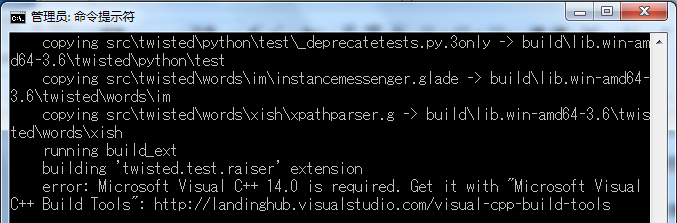 管理员: 命令提示符
copying src\twisted\python\test\_deprecatetests.py.3only -> build\lib.win-am
d64-3.6\twisted\python\test
copying src\twisted\words\im\instancemessenger.glade -> build\lib.win-amd64-
3.6\twisted\words\im
copying src\twisted\words\xish\xpathparser.g -> build\lib.win-amd64-3.6\twis
ted\words\xish
running build_ext
building 'twisted.test.raiser' extension
error: Microsoft Visual C++ 14.0 is required. Get it with "Microsoft Visual
C++ Build Tools": http://landinghub.visualstudio.com/visual-cpp-build-tools